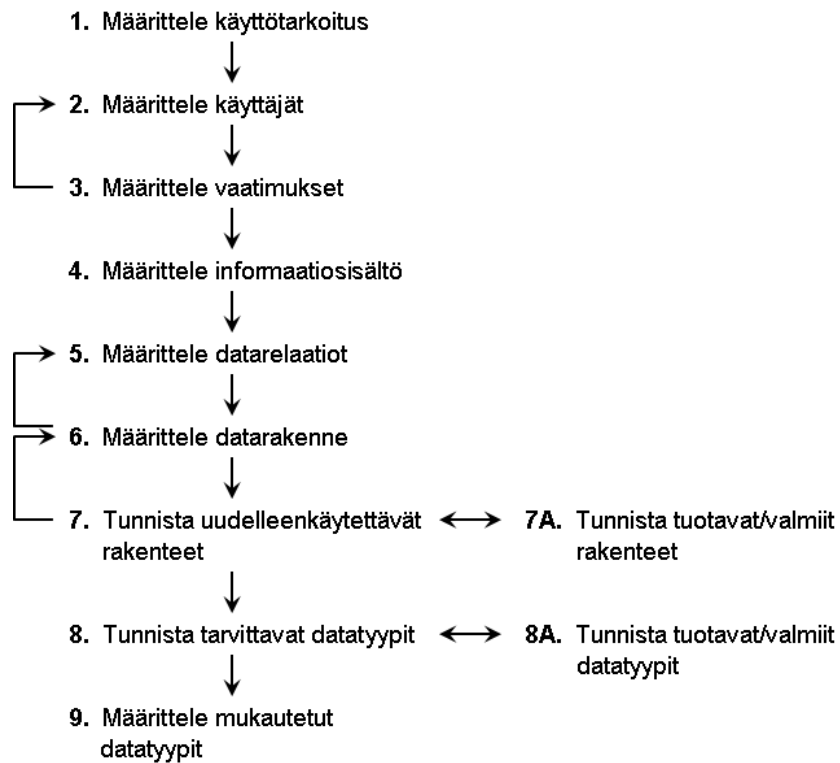 1. Määrittele käyttötarkoitus
2. Määrittele käyttäjät
3. Määrittele vaatimukset
4. Määrittele informaatiosisältö
5. Määrittele datarelaatiot
6. Määrittele datarakenne
7. Tunnista uudelleenkäytettävät
rakenteet
7A. Tunnista tuotavat/valmiit
rakenteet
8. Tunnista tarvittavat datatyypit
8A. Tunnista tuotavat/valmiit
datatyypit
9. Määrittele mukautetut
datatyypit